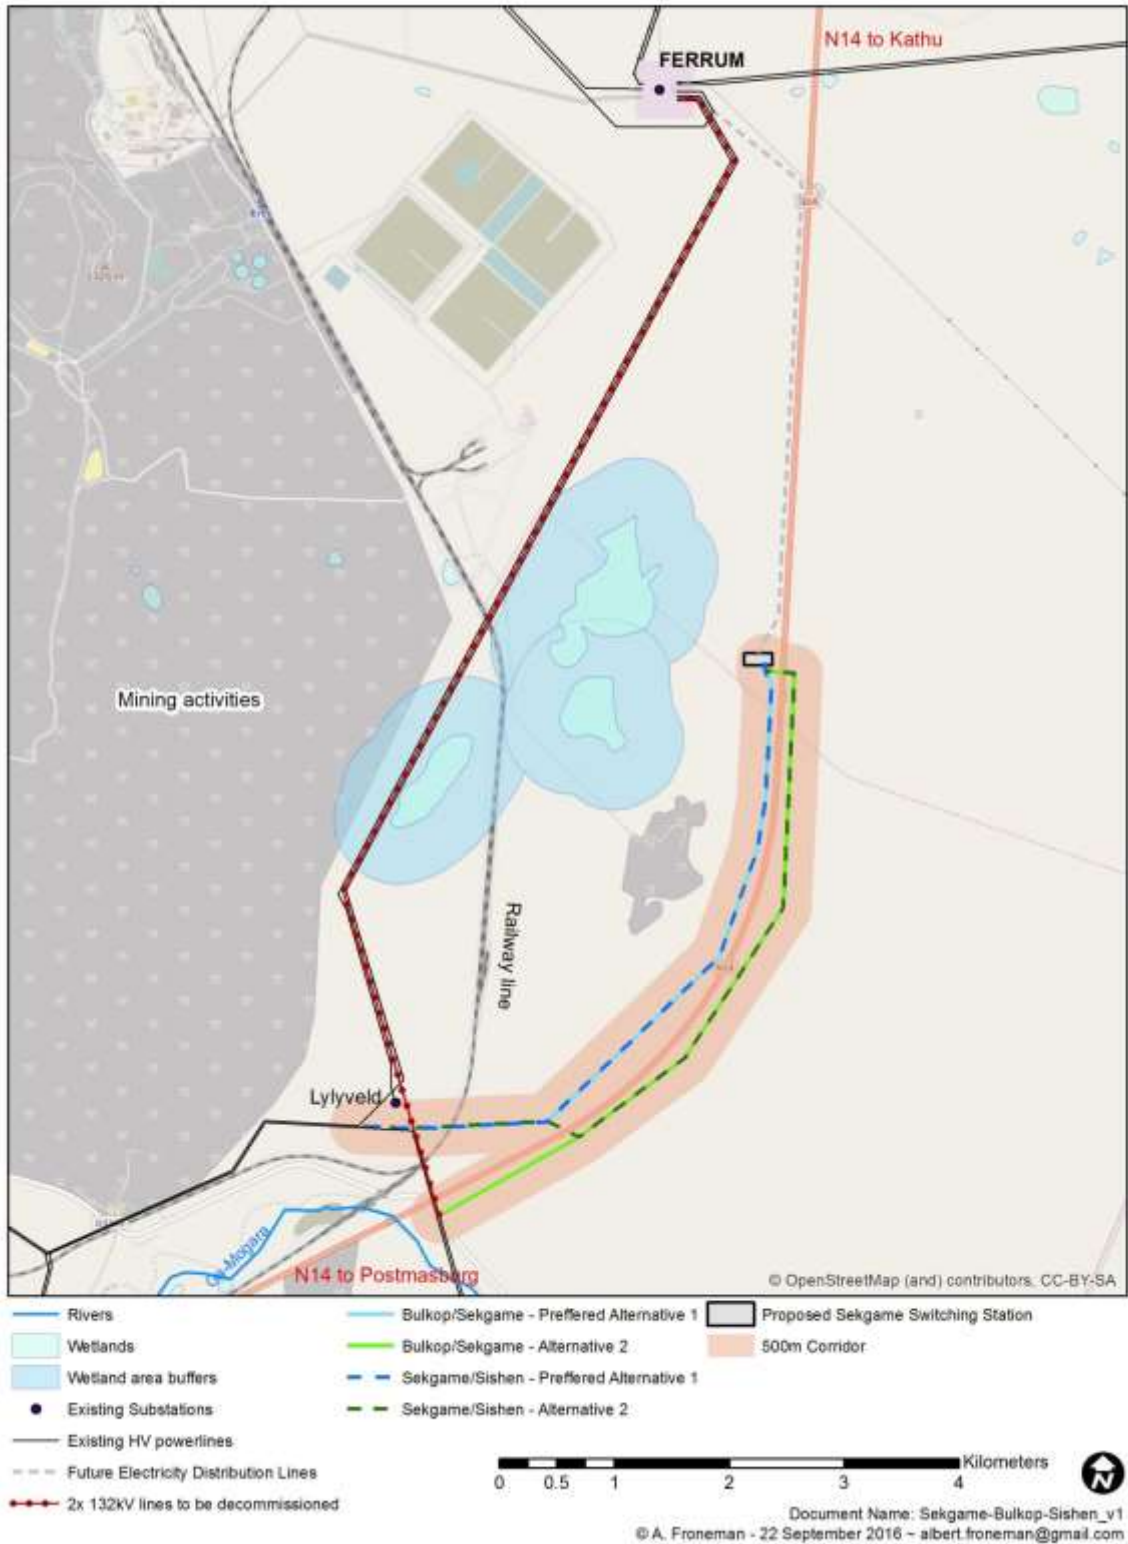 N14 to Kathu
FERRUM
Mining activities
Railway line
Lylyveld
Ga-Mogara
N14 to Postmasburg
© OpenStreetMap (and) contributors, CC-BY-SA
Rivers
Wetlands
Wetland area buffers
Existing Substations
Existing HV powerlines
Future Electricity Distribution Lines
2x 132kV lines to be decommissioned
Bulkop/Sekgame - Preffered Alternative 1
Bulkop/Sekgame - Alternative 2
Sekgame/Sishen - Preffered Alternative 1
Sekgame/Sishen - Alternative 2
Proposed Sekgame Switching Station
500m Corridor
Kilometers
0 0.5 1 2 3 4
N
Document Name: Sekgame-Bulkop-Sishen_v1
© A. Froneman - 22 September 2016 ~ albert.froneman@gmail.com